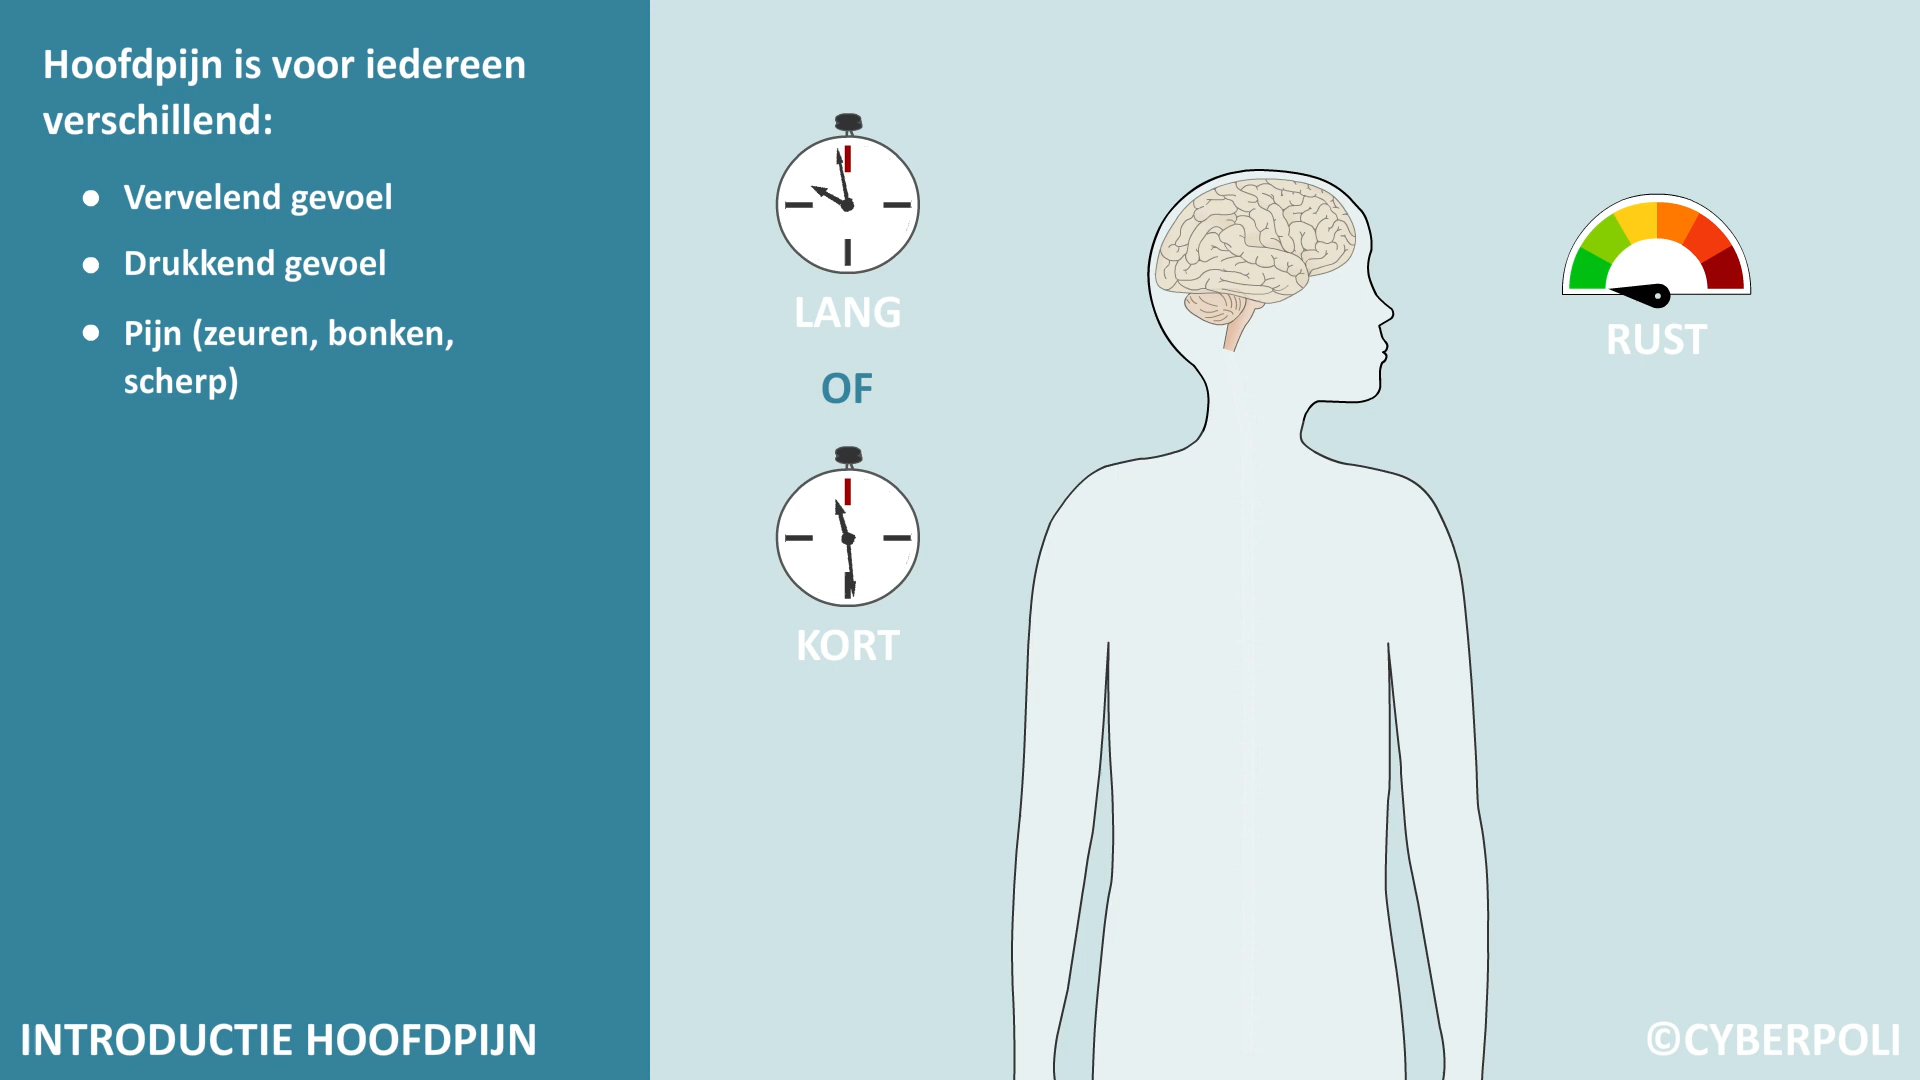 Hoofdpijn is voor iedereen
verschillend:
● Vervelend gevoel
● Drukkend gevoel
● Pijn (zeuren, bonken,
scherp)
LANG
OF
KORT
RUST
INTRODUCTIE HOOFDPIJN
©CYBERPOLI